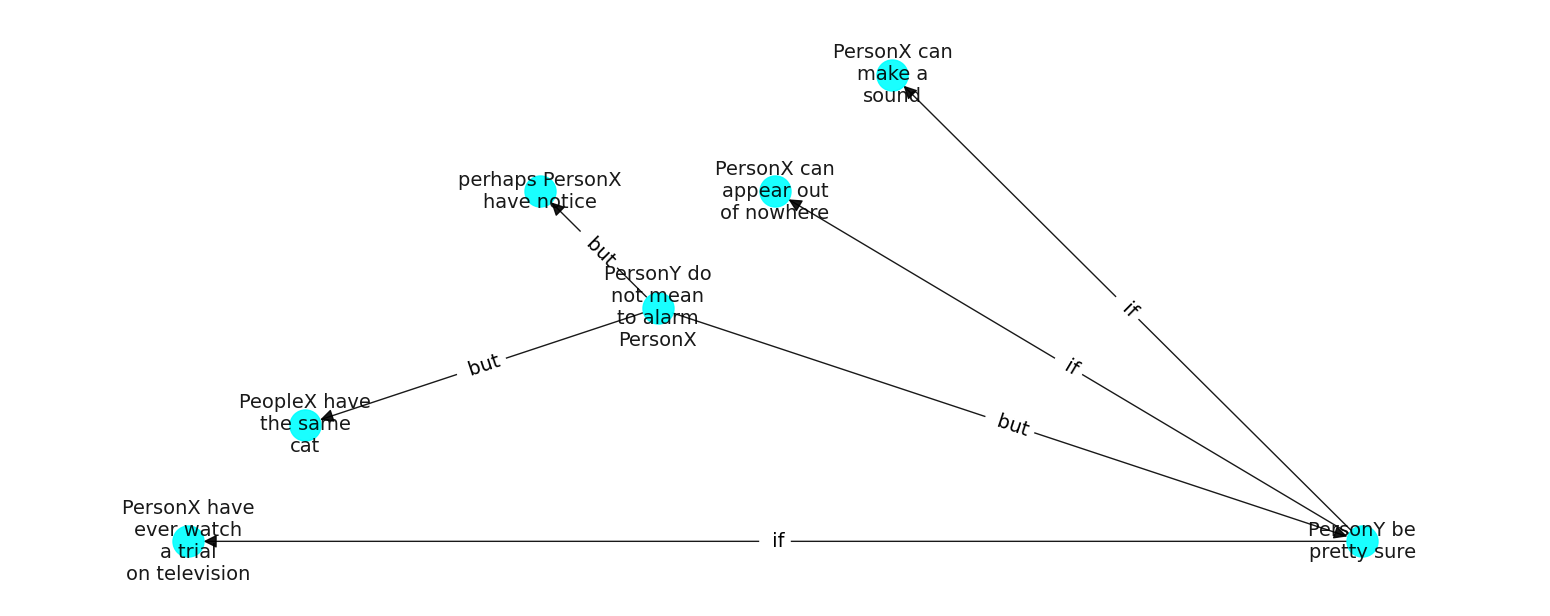 PersonX can
make a
sound
perhaps PersonX
have notice
PersonX can
appear out
of nowhere
but
PersonY do
not mean
to alarm
PersonX
if
if
but
PeopleX have
the same
cat
but
PersonX have
ever watch
a trial
on television
if
PersonY be
pretty sure